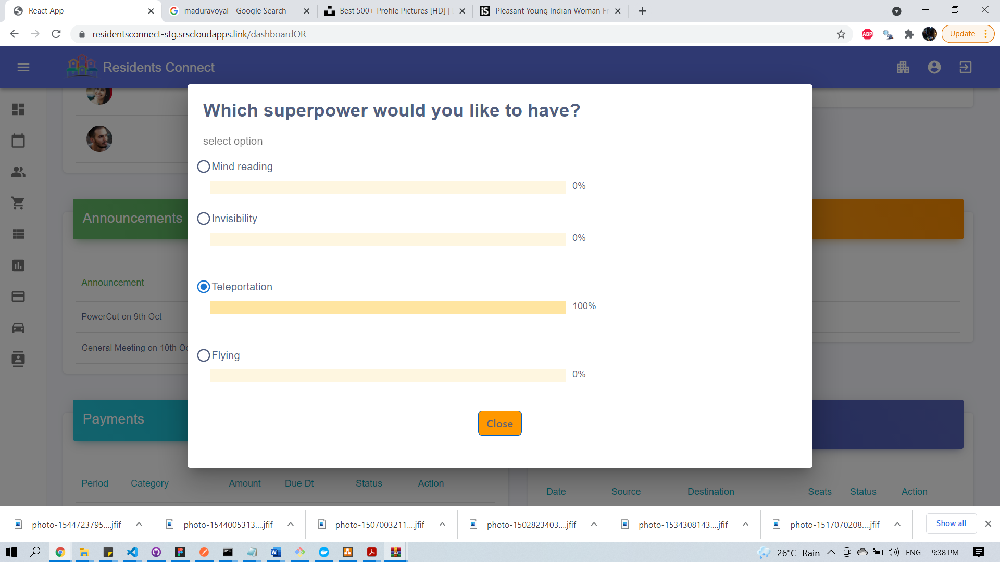 React App
maduravoyal - Google Search
Best 500+ Profile Pictures [HD] |
Pleasant Young Indian Woman Fr
residentsconnect-stg.srscloudapps.link/dashboardOR
ABP
Update
Residents Connect
Which superpower would you like to have?
select option
Mind reading
0%
Invisibility
0%
Teleportation
100%
Flying
0%
Close
Announcements
Announcement
PowerCut on 9th Oct
General Meeting on 10th Oc
Payments
Period Category Amount Due Dt Status Action
Date Source Destination Seats Status Action
photo-1544723795....jfif
photo-1544005313....jfif
photo-1507003211....jfif
photo-1502823403....jfif
photo-1534308143....jfif
photo-1517070208....jfif
Show all
26°C Rain
ENG
9:38 PM